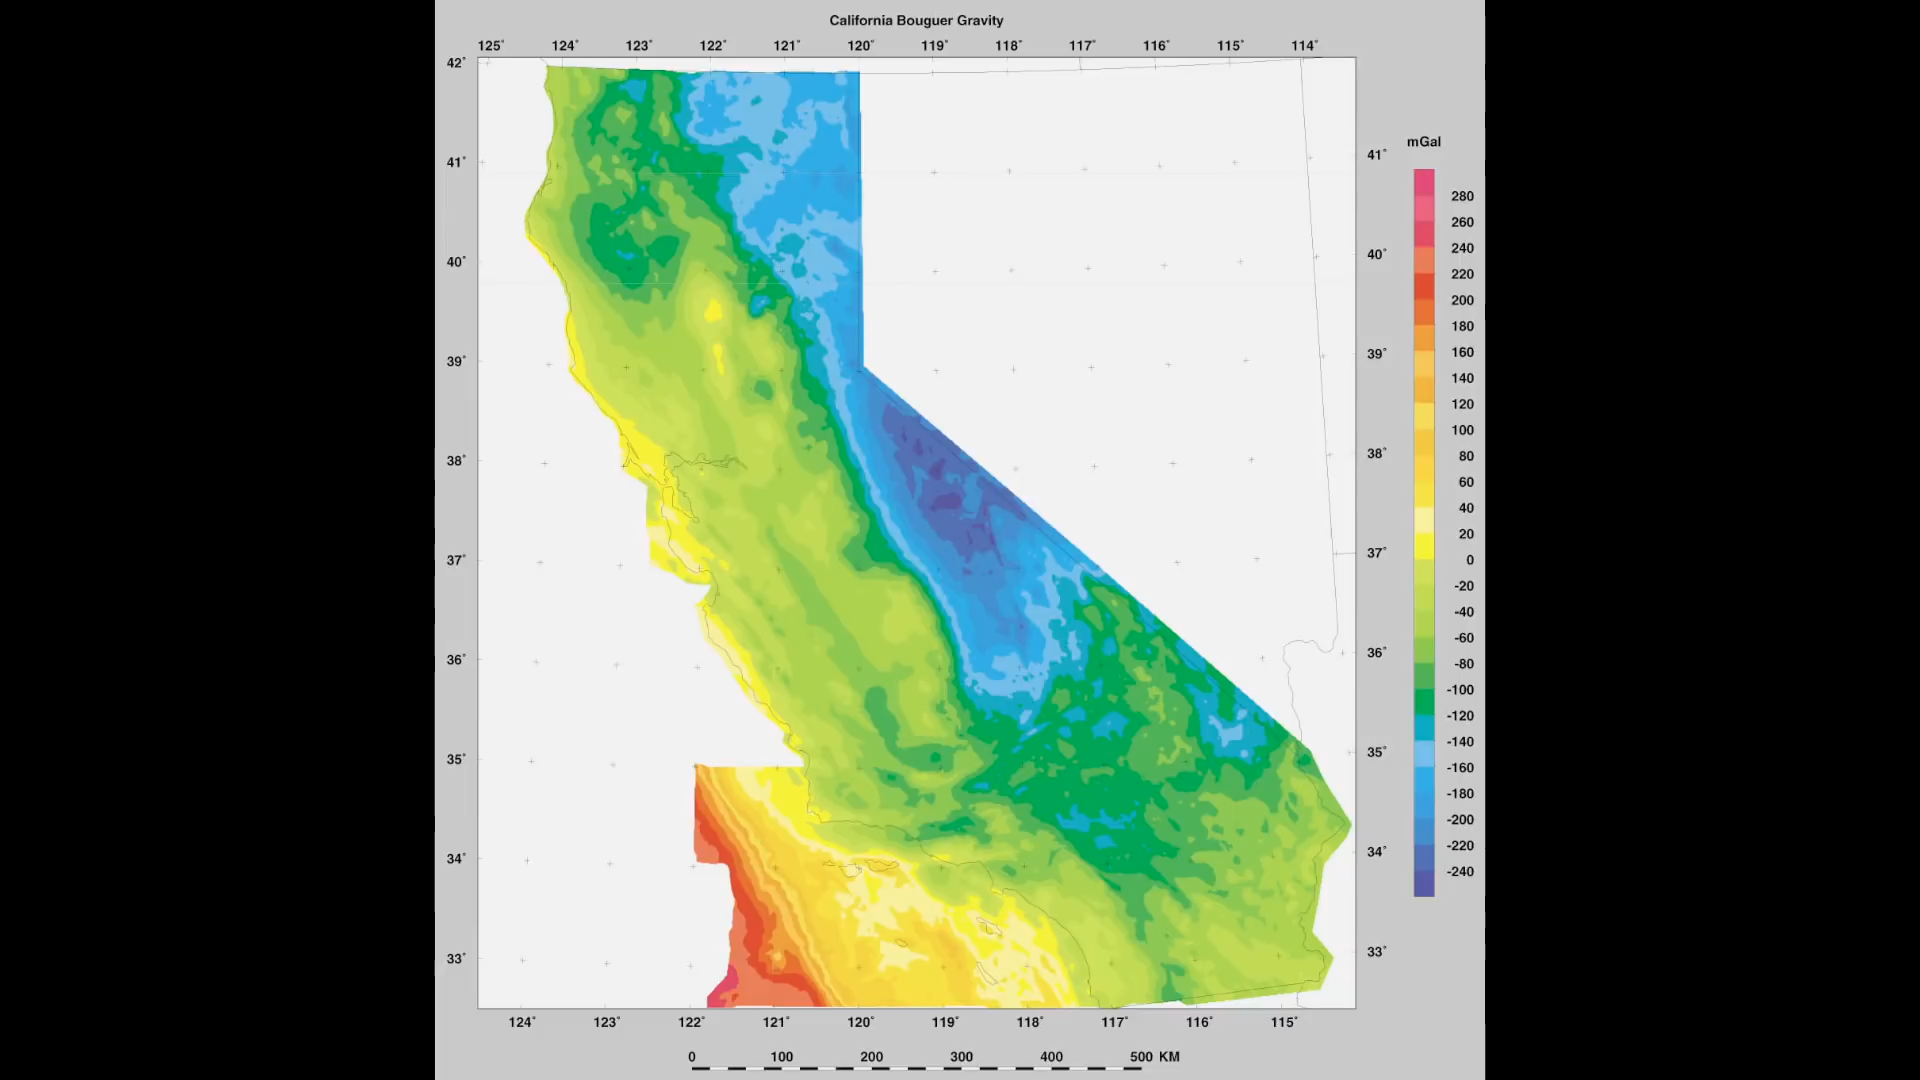 California Bouguer Gravity
125° 124° 123° 122° 121° 120° 119° 118° 117° 116° 115° 114°
42°
mGal
41° 41°
280
260
40° 240 40°
220
200
180
39° 160 39°
140
120
100
38° 80 38°
60
40
20
37° 0 37°
-20
-40
-60
36° -80 36°
-100
-120
35° -140 35°
-160
-180
-200
34° -220 34°
-240
33° 33°
124° 123° 122° 121° 120° 119° 118° 117° 116° 115°
0 100 200 300 400 500 KM